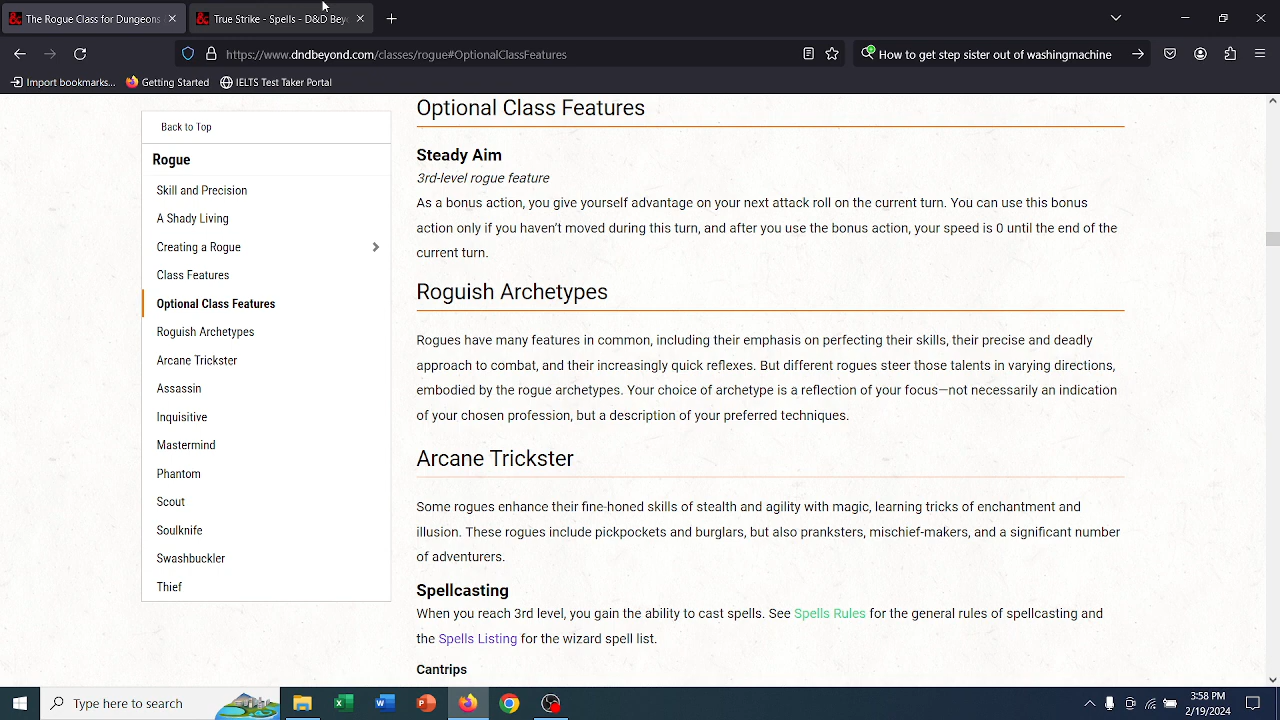 The Rogue Class for Dungeons
True Strike - Spells - D&D Bey
https://www.dndbeyond.com/classes/rogue#OptionalClassFeatures
How to get step sister out of washingmachine
Import bookmarks...
Getting Started
IELTS Test Taker Portal
Back to Top
Rogue
Skill and Precision
A Shady Living
Creating a Rogue
Class Features
Optional Class Features
Roguish Archetypes
Arcane Trickster
Assassin
Inquisitive
Mastermind
Phantom
Scout
Soulknife
Swashbuckler
Thief
Optional Class Features
Steady Aim
3rd-level rogue feature
As a bonus action, you give yourself advantage on your next attack roll on the current turn. You can use this bonus
action only if you haven't moved during this turn, and after you use the bonus action, your speed is 0 until the end of the
current turn.
Roguish Archetypes
Rogues have many features in common, including their emphasis on perfecting their skills, their precise and deadly
approach to combat, and their increasingly quick reflexes. But different rogues steer those talents in varying directions,
embodied by the rogue archetypes. Your choice of archetype is a reflection of your focus—not necessarily an indication
of your chosen profession, but a description of your preferred techniques.
Arcane Trickster
Some rogues enhance their fine-honed skills of stealth and agility with magic, learning tricks of enchantment and
illusion. These rogues include pickpockets and burglars, but also pranksters, mischief-makers, and a significant number
of adventurers.
Spellcasting
When you reach 3rd level, you gain the ability to cast spells. See Spells Rules for the general rules of spellcasting and
the Spells Listing for the wizard spell list.
Cantrips
Type here to search
3:58 PM
2/19/2024